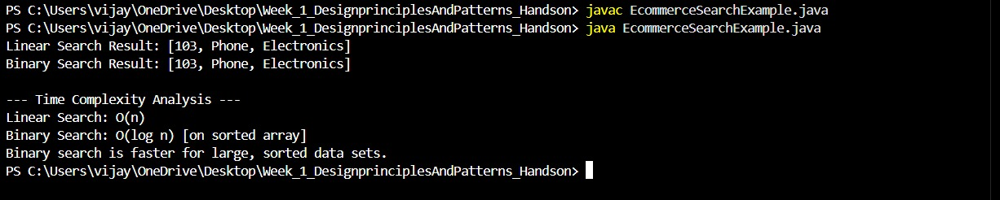 PS C:\Users\vijay\OneDrive\Desktop\Week_1_DesignprinciplesAndPatterns_Handson> javac EcommerceSearchExample.java
PS C:\Users\vijay\OneDrive\Desktop\Week_1_DesignprinciplesAndPatterns_Handson> java EcommerceSearchExample.java
Linear Search Result: [103, Phone, Electronics]
Binary Search Result: [103, Phone, Electronics]
--- Time Complexity Analysis ---
Linear Search: O(n)
Binary Search: O(log n) [on sorted array]
Binary search is faster for large, sorted data sets.
PS C:\Users\vijay\OneDrive\Desktop\Week_1_DesignprinciplesAndPatterns_Handson>